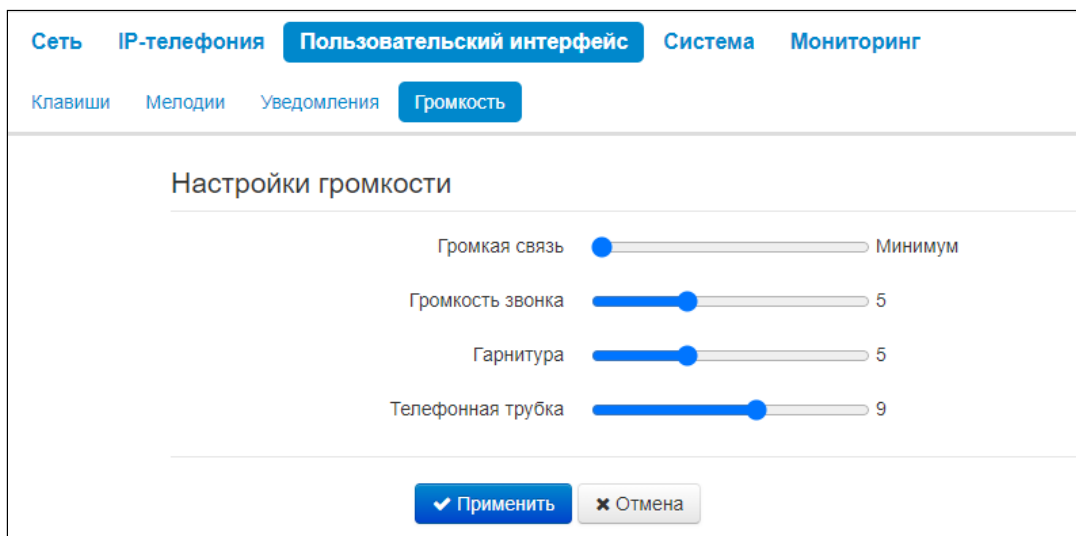 Сеть IP-телефония Пользовательский интерфейс Система Мониторинг
Клавиши Мелодии Уведомления Громкость
Настройки громкости
Громкая связь Минимум
Громкость звонка 5
Гарнитура 5
Телефонная трубка 9
Применить Отмена